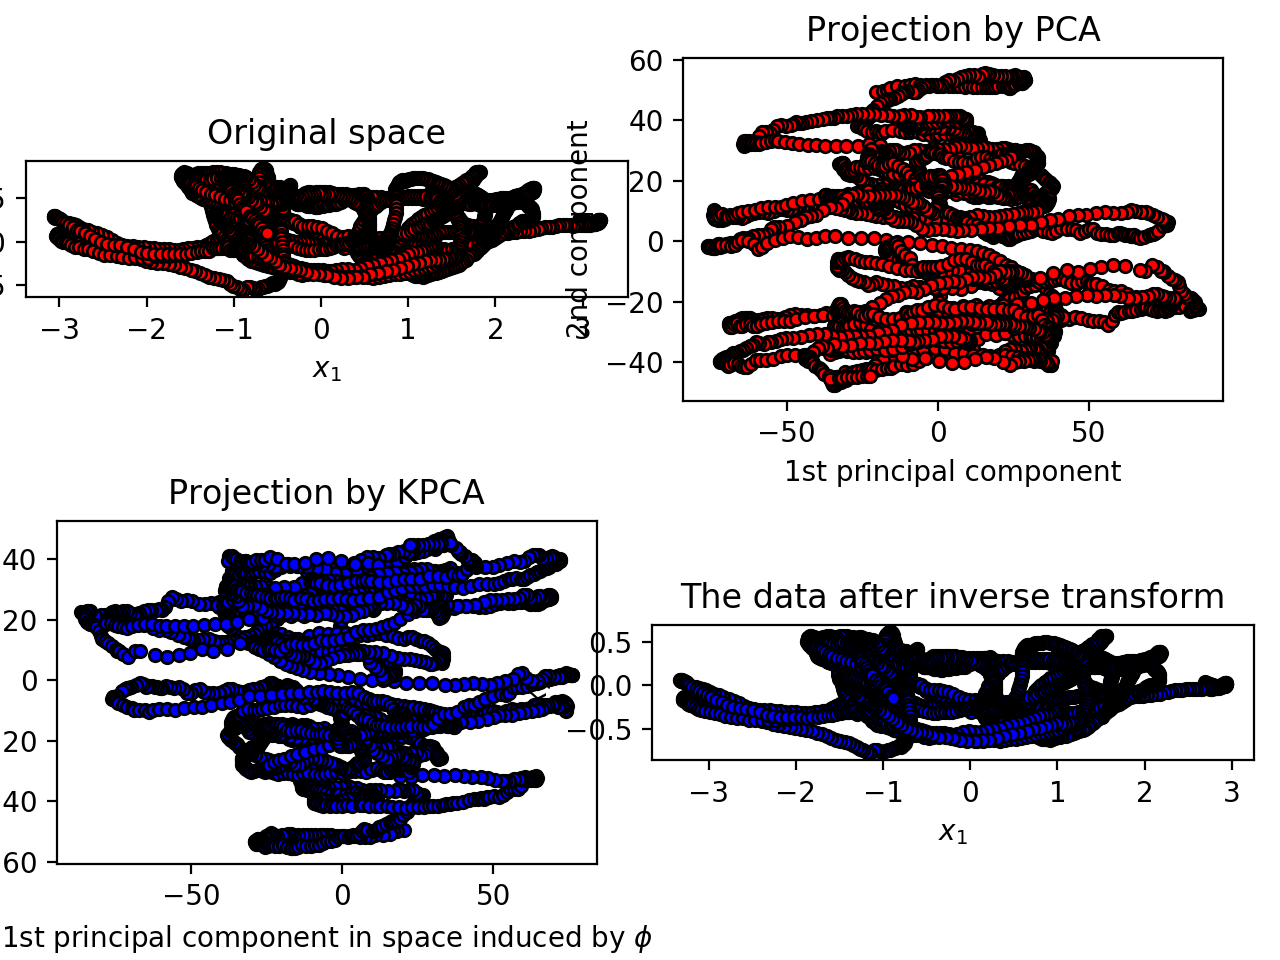 Original space
0
−3 −2 −1 0 1 2 3
x₁
Projection by PCA
2nd component
60
40
20
0
−20
−40
−50 0 50
1st principal component
Projection by KPCA
40
20
0
20
40
60
−50 0 50
1st principal component in space induced by ϕ
The data after inverse transform
0.5
0.0
−0.5
−3 −2 −1 0 1 2 3
x₁